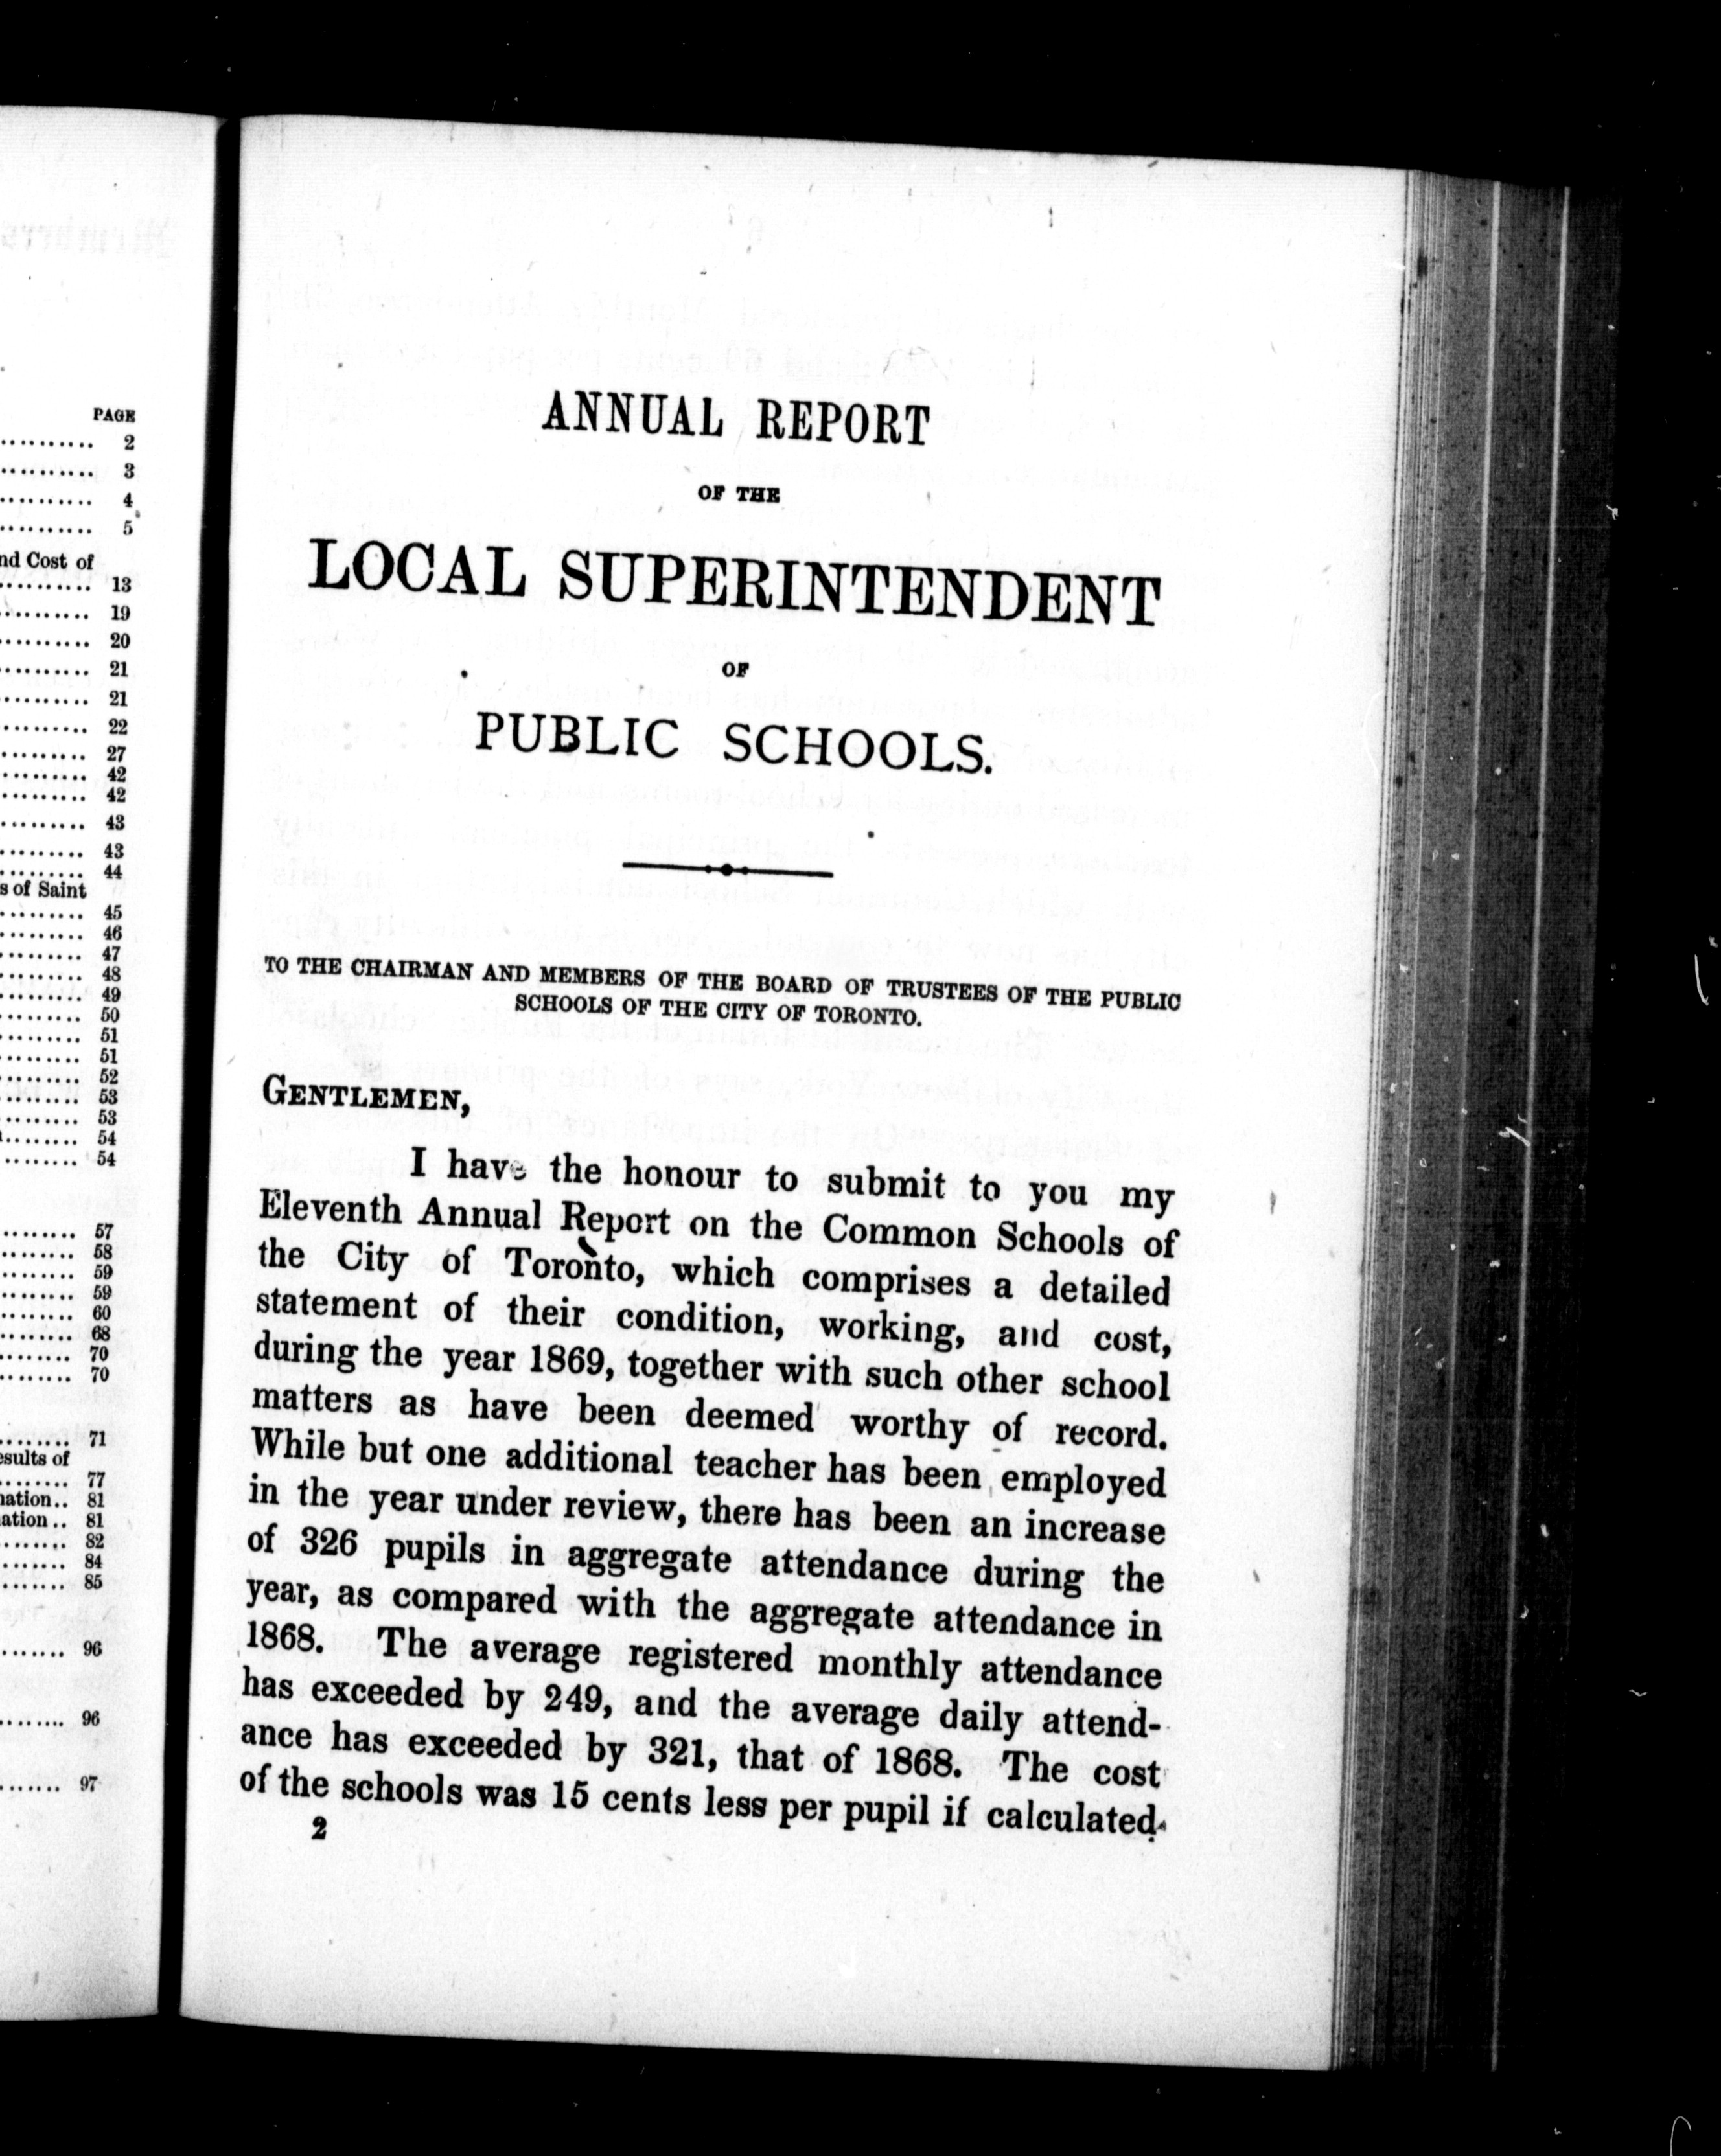 PAGE
.......... 2
.......... 3
.......... 4
.......... 5
nd Cost of
.......... 13
.......... 19
.......... 20
.......... 21
.......... 21
.......... 22
.......... 27
.......... 42
.......... 42
.......... 43
.......... 43
.......... 44
s of Saint
.......... 45
.......... 46
.......... 47
.......... 48
.......... 49
.......... 50
.......... 51
.......... 51
.......... 52
.......... 53
.......... 53
.......... 54
.......... 54
.......... 57
.......... 58
.......... 59
.......... 59
.......... 60
.......... 68
.......... 70
.......... 70
.......... 71
esults of
.......... 77
nation.. 81
ation.. 81
........ 82
........ 84
........ 85
........ 96
........ 96
........ 97
ANNUAL REPORT
OF THE
LOCAL SUPERINTENDENT
OF
PUBLIC SCHOOLS.
TO THE CHAIRMAN AND MEMBERS OF THE BOARD OF TRUSTEES OF THE PUBLIC
SCHOOLS OF THE CITY OF TORONTO.
GENTLEMEN,
I have the honour to submit to you my
Eleventh Annual Report on the Common Schools of
the City of Toronto, which comprises a detailed
statement of their condition, working, and cost,
during the year 1869, together with such other school
matters as have been deemed worthy of record.
While but one additional teacher has been employed
in the year under review, there has been an increase
of 326 pupils in aggregate attendance during the
year, as compared with the aggregate attendance in
1868. The average registered monthly attendance
has exceeded by 249, and the average daily attend-
ance has exceeded by 321, that of 1868. The cost
of the schools was 15 cents less per pupil if calculated
2